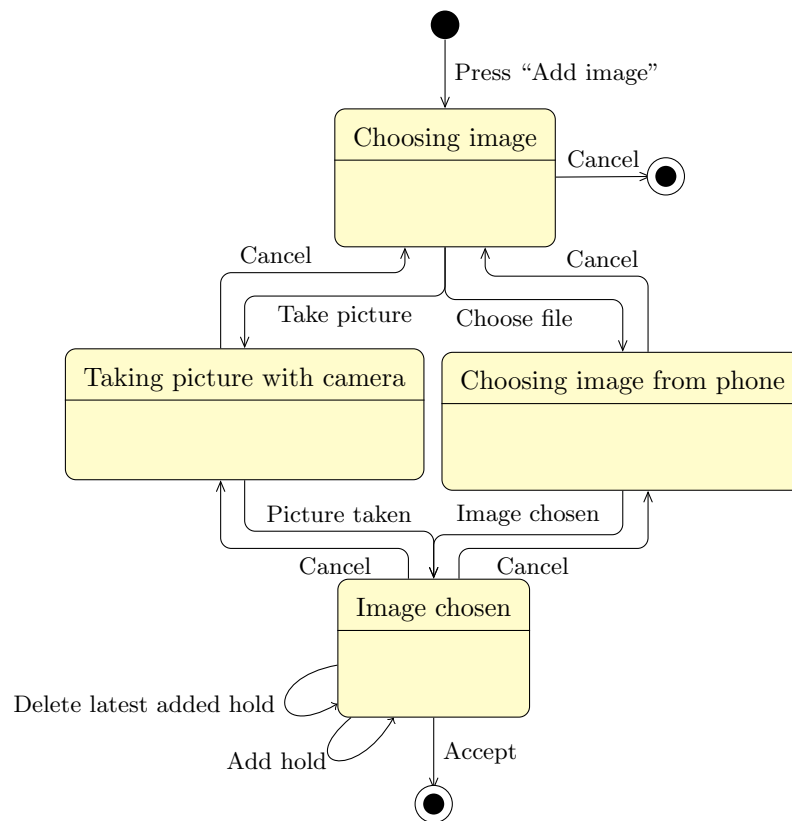 Press “Add image”
Choosing image
Cancel
Cancel
Cancel
Take picture
Choose file
Taking picture with camera
Choosing image from phone
Picture taken
Image chosen
Cancel
Cancel
Image chosen
Delete latest added hold
Add hold
Accept